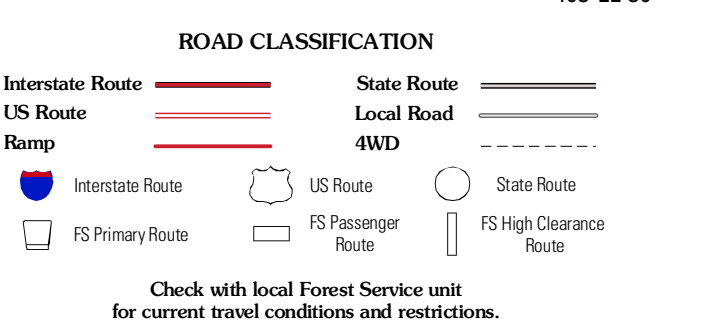 ROAD CLASSIFICATION
Interstate Route
State Route
US Route
Local Road
Ramp
4WD
Interstate Route
US Route
State Route
FS Primary Route
FS Passenger
Route
FS High Clearance
Route
Check with local Forest Service unit
for current travel conditions and restrictions.